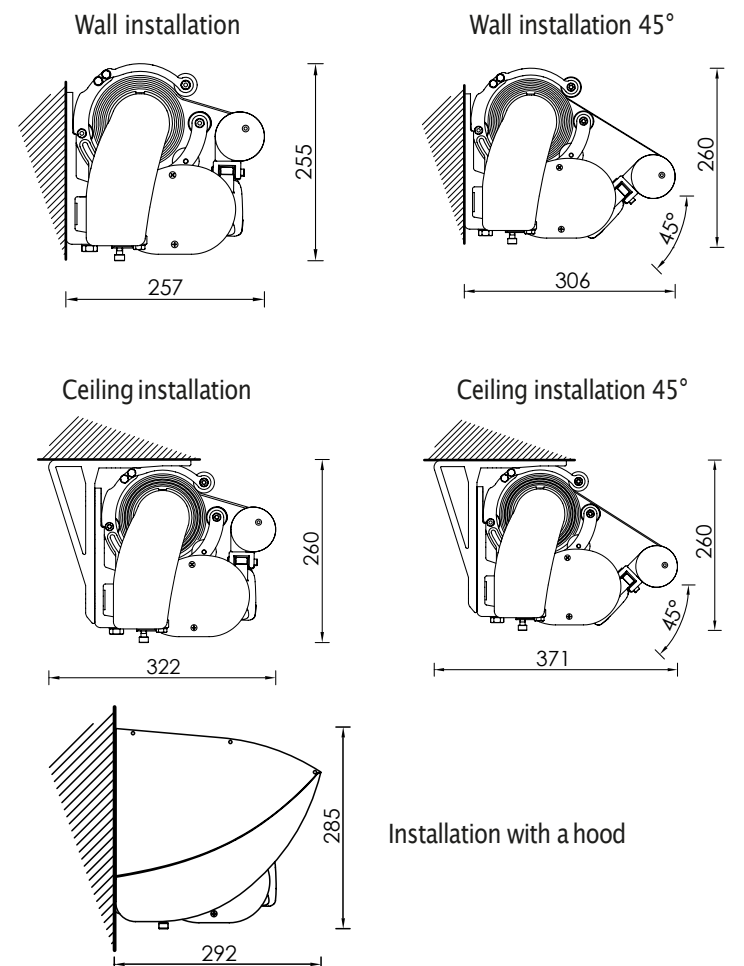 Wall installation
Wall installation 45°
255
260
45°
257
306
Ceiling installation
Ceiling installation 45°
260
260
45°
322
371
285
Installation with a hood
292